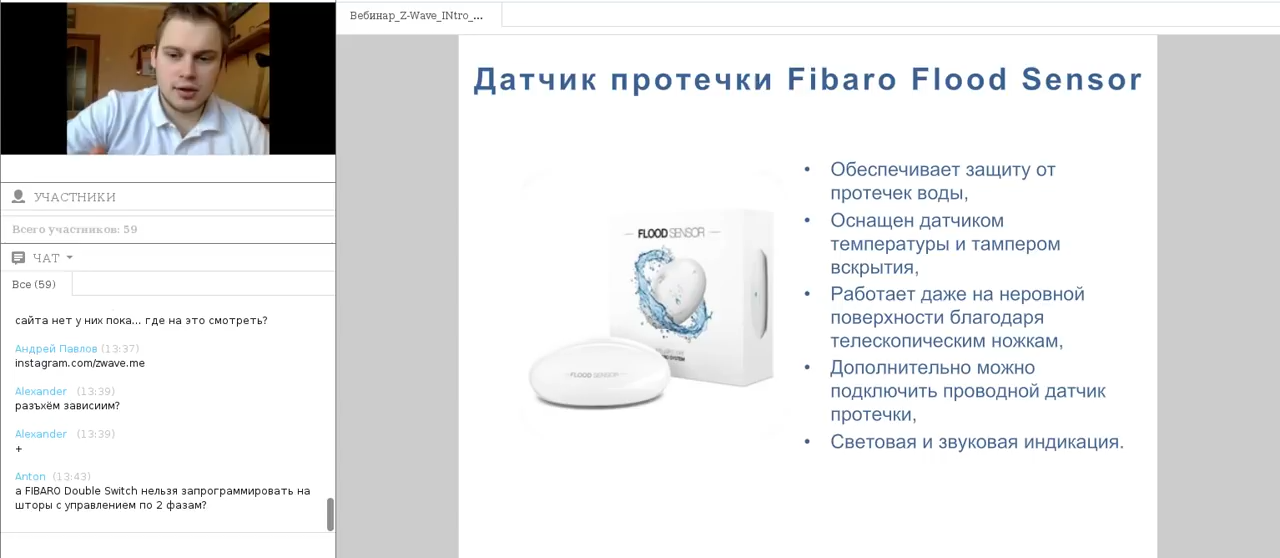 Вебинар_Z-Wave_INtro_...
УЧАСТНИКИ
Всего участников: 59
ЧАТ
Все (59)
сайта нет у них пока... где на это смотреть?
Андрей Павлов (13:37)
instagram.com/zwave.me
Alexander (13:39)
разъхём зависиим?
Alexander (13:39)
+
Anton (13:43)
а FIBARO Double Switch нельзя запрограммировать на
шторы с управлением по 2 фазам?
Датчик протечки Fibaro Flood Sensor
FLOOD SENSOR
FLOOD SENSOR
• Обеспечивает защиту от
протечек воды,
• Оснащен датчиком
температуры и тампером
вскрытия,
• Работает даже на неровной
поверхности благодаря
телескопическим ножкам,
• Дополнительно можно
подключить проводной датчик
протечки,
• Световая и звуковая индикация.